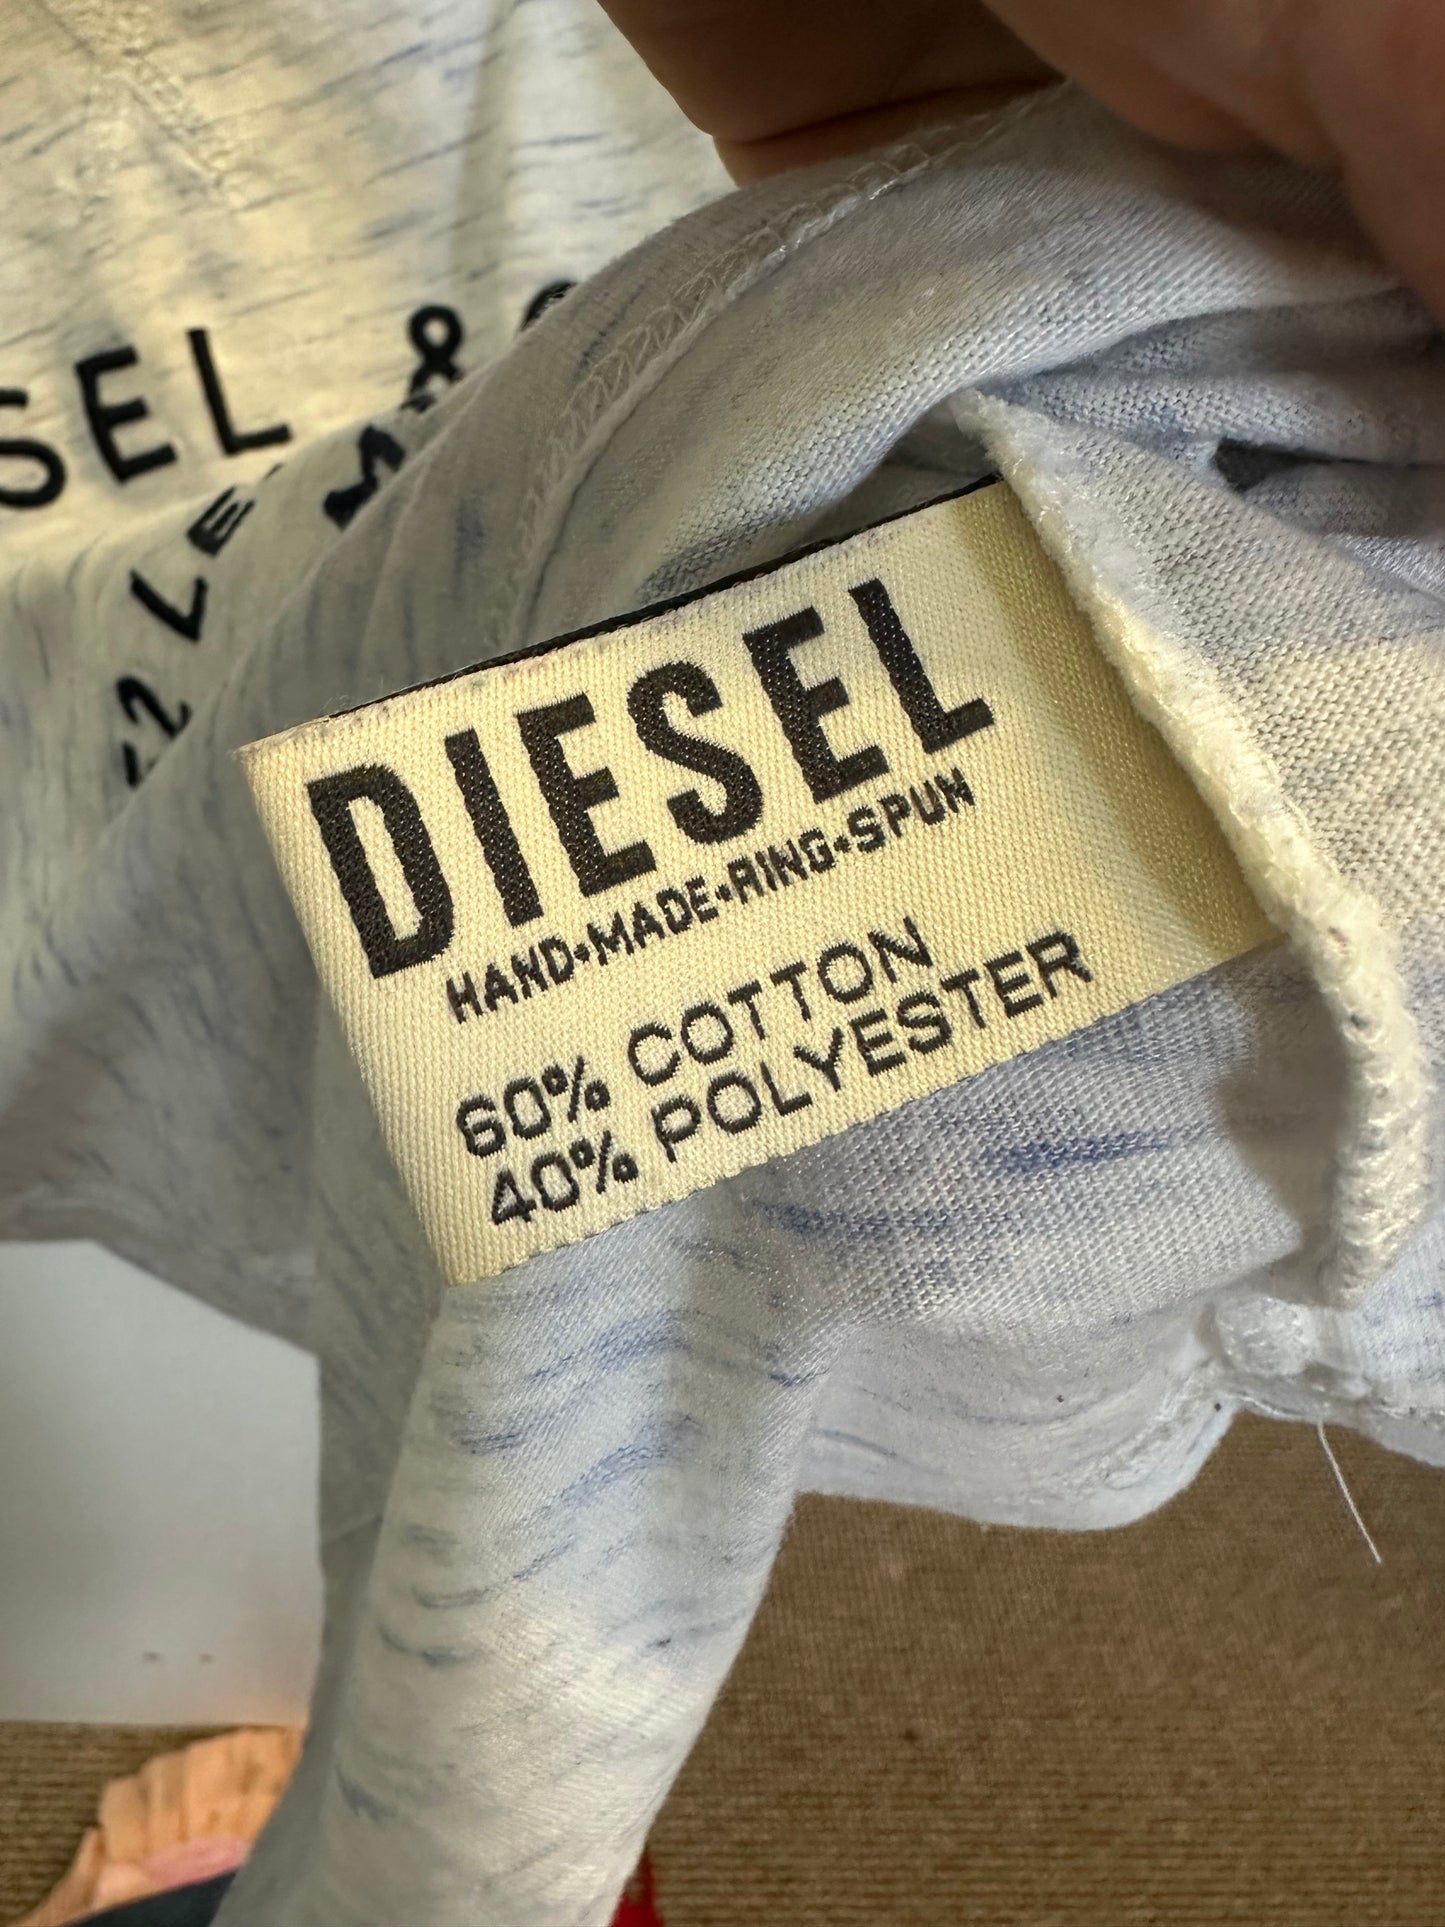 SEL &
DIESEL
HAND•MADE•RING•SPUN
60% COTTON
40% POLYESTER